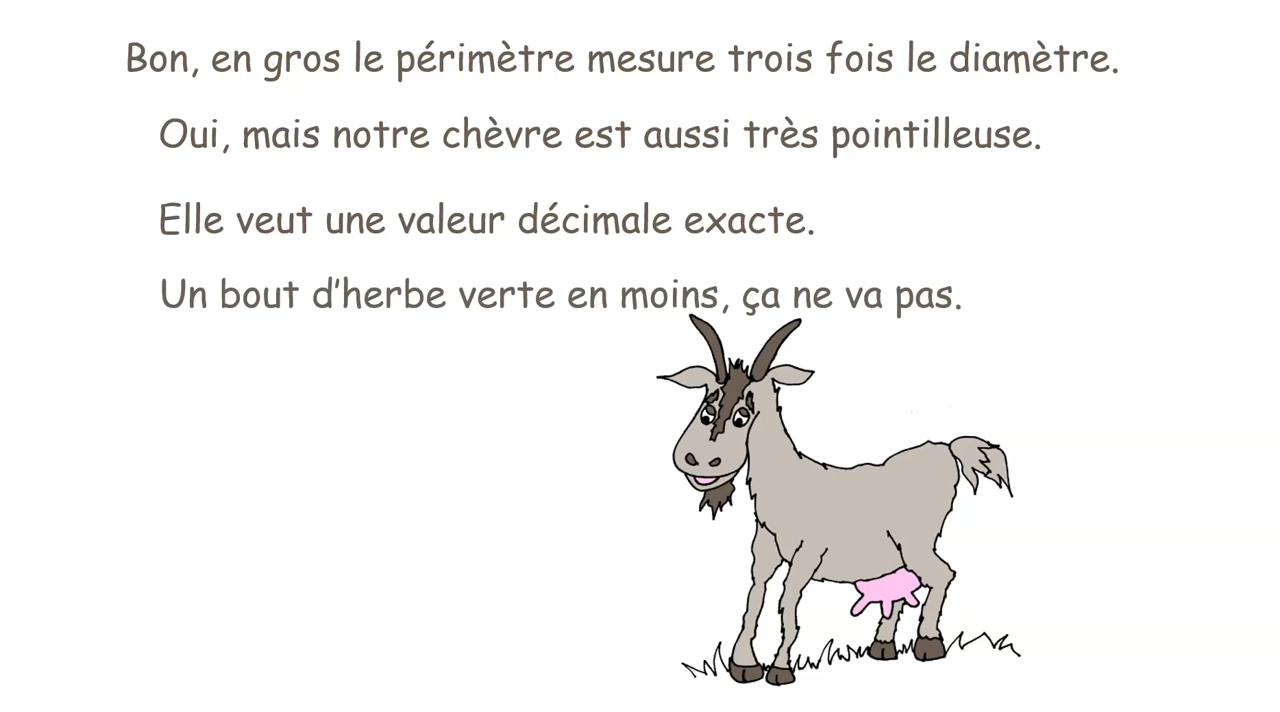 Bon, en gros le périmètre mesure trois fois le diamètre.
Oui, mais notre chèvre est aussi très pointilleuse.
Elle veut une valeur décimale exacte.
Un bout d’herbe verte en moins, ça ne va pas.